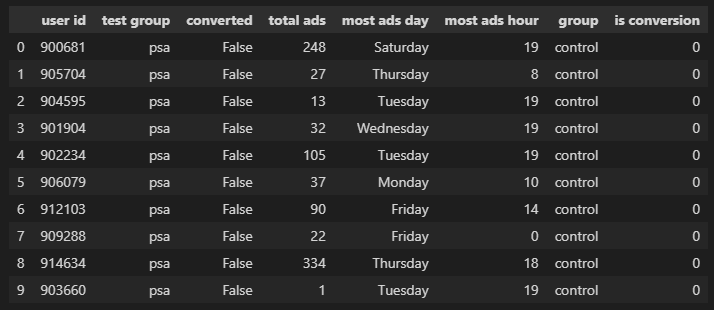 user id test group converted total ads most ads day most ads hour group is conversion
0 900681 psa False 248 Saturday 19 control 0
1 905704 psa False 27 Thursday 8 control 0
2 904595 psa False 13 Tuesday 19 control 0
3 901904 psa False 32 Wednesday 19 control 0
4 902234 psa False 105 Tuesday 19 control 0
5 906079 psa False 37 Monday 10 control 0
6 912103 psa False 90 Friday 14 control 0
7 909288 psa False 22 Friday 0 control 0
8 914634 psa False 334 Thursday 18 control 0
9 903660 psa False 1 Tuesday 19 control 0